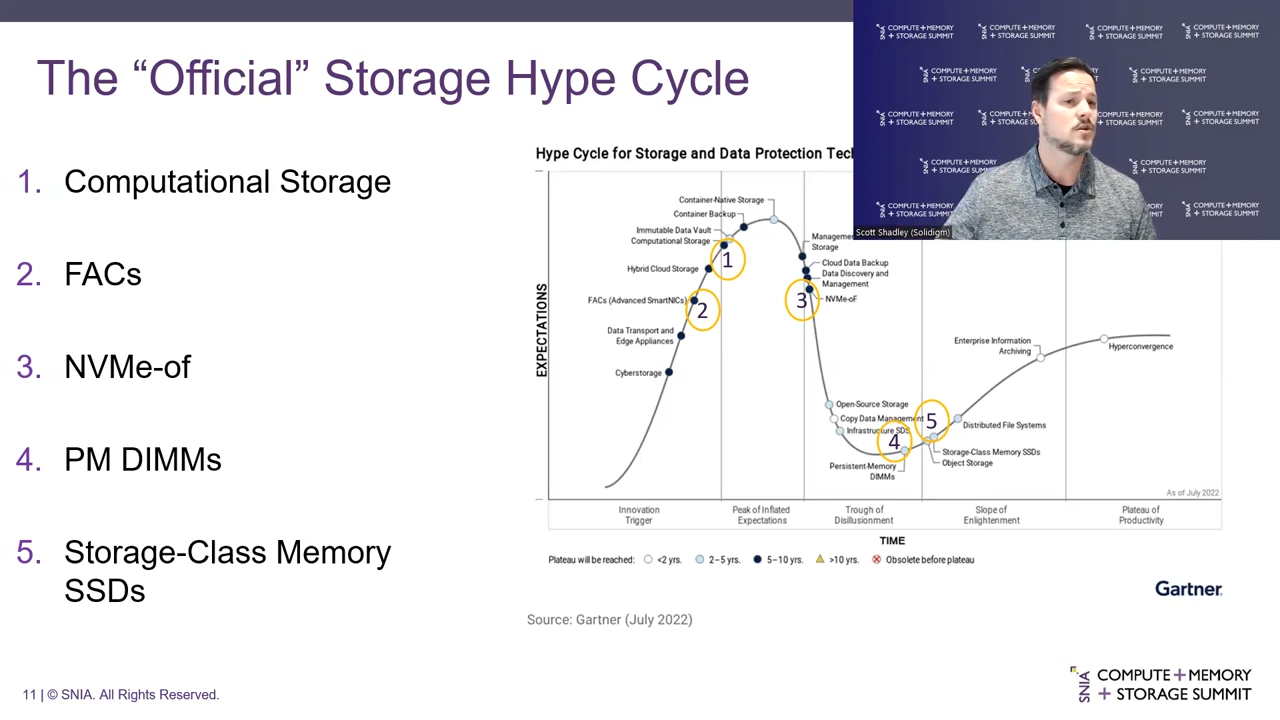 The “Official” Storage Hype Cycle
1. Computational Storage
2. FACs
3. NVMe-of
4. PM DIMMs
5. Storage-Class Memory
SSDs
Hype Cycle for Storage and Data Protection
EXPECTATIONS
Container-Native Storage
Container Backup
Immutable Data Vault
Computational Storage
1
Hybrid Cloud Storage
FACs (Advanced SmartNICs)
2
Data Transport and
Edge Appliances
Cyberstorage
Storage
Cloud Data Backup
Data Discovery and
Management
3
NVMe-oF
Open-Source Storage
Copy Data Management
Infrastructure SDS
4
Persistent-Memory
DIMMs
5
Distributed File Systems
Storage-Class Memory SSDs
Object Storage
Enterprise Information
Archiving
Hyperconvergence
As of July 2022
Innovation
Trigger
Peak of Inflated
Expectations
Trough of
Disillusionment
Slope of
Enlightenment
Plateau of
Productivity
TIME
Plateau will be reached: <2 yrs. 2–5 yrs. 5–10 yrs. >10 yrs. Obsolete before plateau
Gartner
Source: Gartner (July 2022)
11 | © SNIA. All Rights Reserved.
SNIA COMPUTE+MEMORY
+ STORAGE SUMMIT
Scott Shadley (Solidigm)
SNIA COMPUTE+MEMORY
+ STORAGE SUMMIT